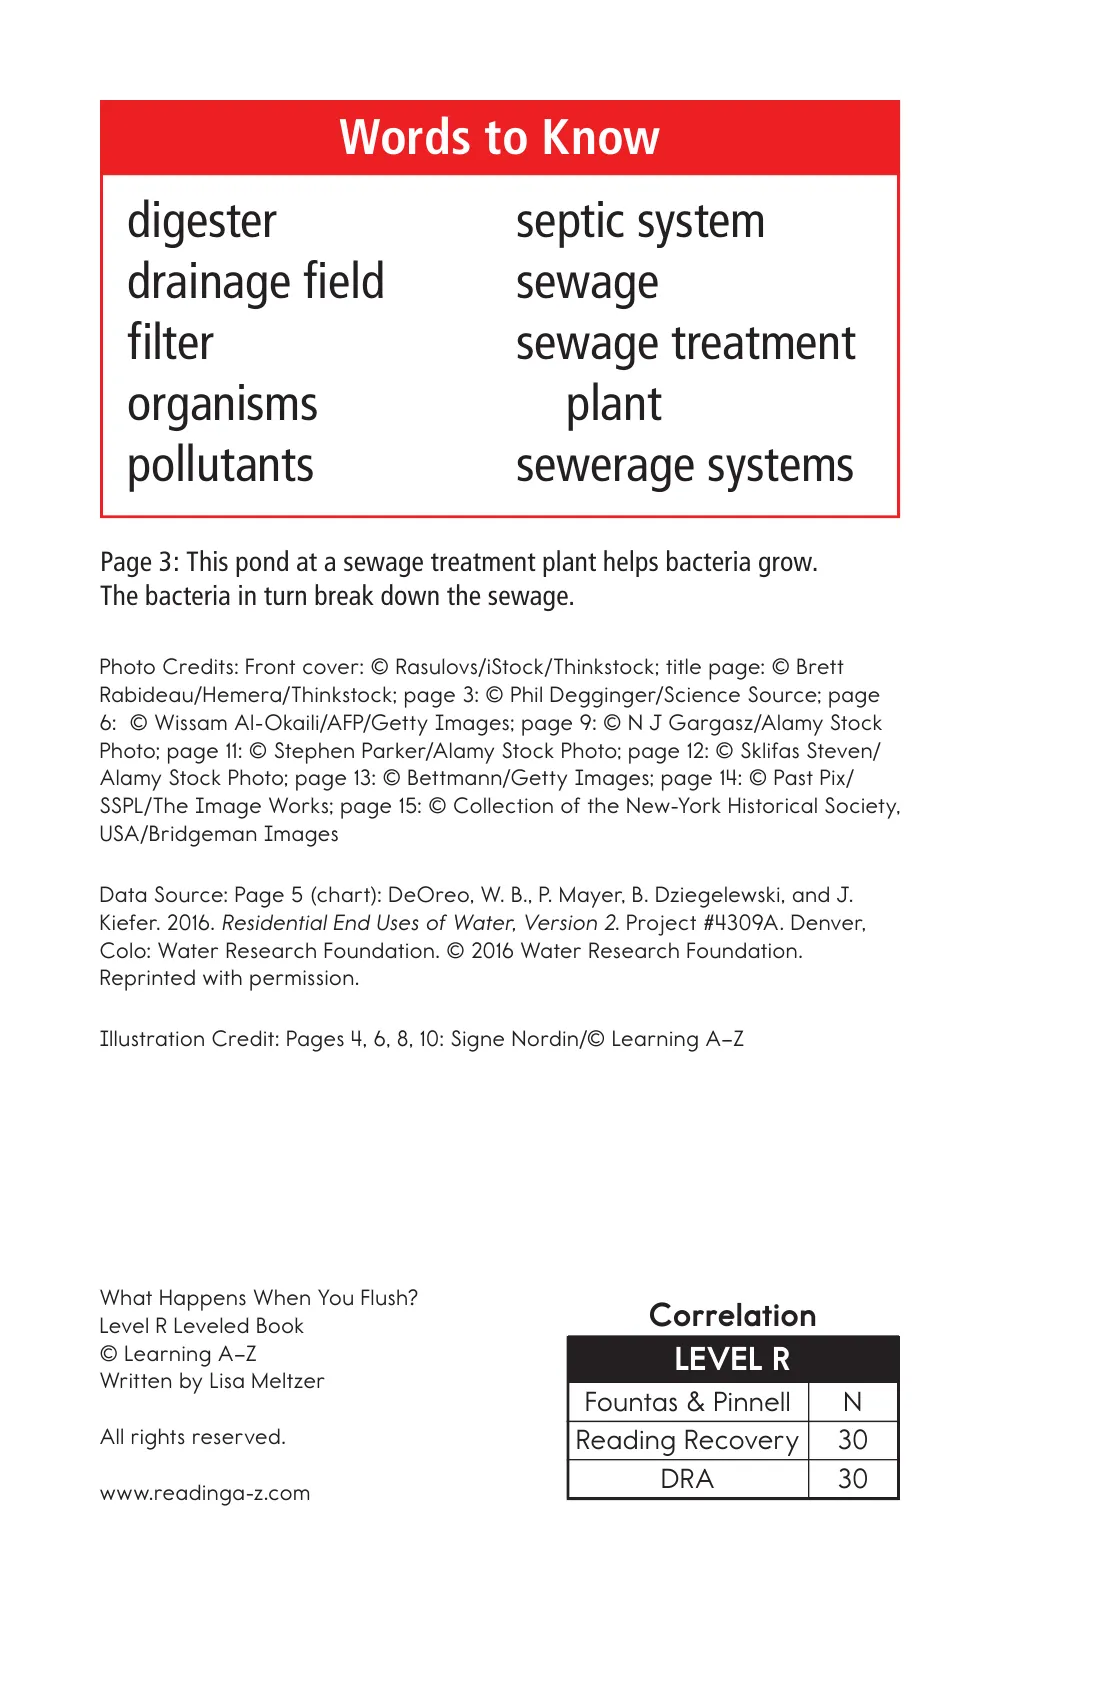 Words to Know
digester
drainage field
filter
organisms
pollutants
septic system
sewage
sewage treatment
plant
sewerage systems
Page 3: This pond at a sewage treatment plant helps bacteria grow.
The bacteria in turn break down the sewage.
Photo Credits: Front cover: © Rasulovs/iStock/Thinkstock; title page: © Brett
Rabideau/Hemera/Thinkstock; page 3: © Phil Degginger/Science Source; page
6:  © Wissam Al-Okaili/AFP/Getty Images; page 9: © N J Gargasz/Alamy Stock
Photo; page 11: © Stephen Parker/Alamy Stock Photo; page 12: © Sklifas Steven/
Alamy Stock Photo; page 13: © Bettmann/Getty Images; page 14: © Past Pix/
SSPL/The Image Works; page 15: © Collection of the New-York Historical Society,
USA/Bridgeman Images
Data Source: Page 5 (chart): DeOreo, W. B., P. Mayer, B. Dziegelewski, and J.
Kiefer. 2016. Residential End Uses of Water, Version 2. Project #4309A. Denver,
Colo: Water Research Foundation. © 2016 Water Research Foundation.
Reprinted with permission.
Illustration Credit: Pages 4, 6, 8, 10: Signe Nordin/© Learning A–Z
What Happens When You Flush?
Level R Leveled Book
© Learning A–Z
Written by Lisa Meltzer
All rights reserved.
www.readinga-z.com
Correlation
LEVEL R
Fountas & Pinnell N
Reading Recovery 30
DRA 30